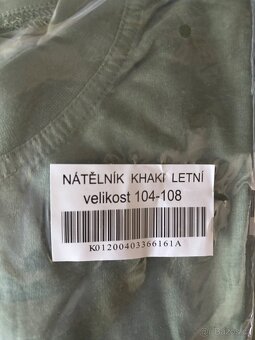 NÁTĚLNÍK KHAKI LETNÍ
velikost 104-108
K01200403366161A